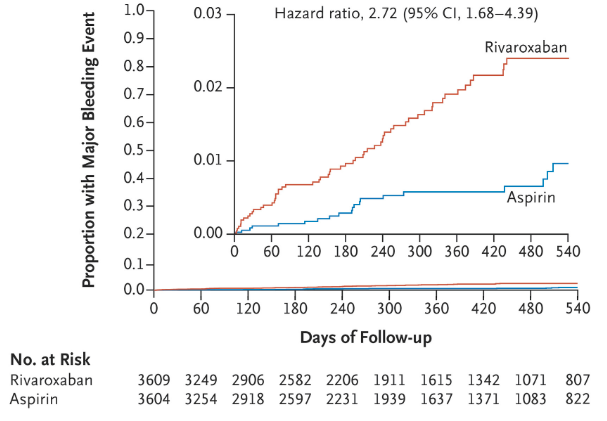 Hazard ratio, 2.72 (95% CI, 1.68–4.39)
Proportion with Major Bleeding Event
1.0
0.9
0.8
0.7
0.6
0.5
0.4
0.3
0.2
0.1
0.0
0.03
0.02
0.01
0.00
Rivaroxaban
Aspirin
0 60 120 180 240 300 360 420 480 540
0 60 120 180 240 300 360 420 480 540
Days of Follow-up
No. at Risk
Rivaroxaban 3609 3249 2906 2582 2206 1911 1615 1342 1071 807
Aspirin 3604 3254 2918 2597 2231 1939 1637 1371 1083 822